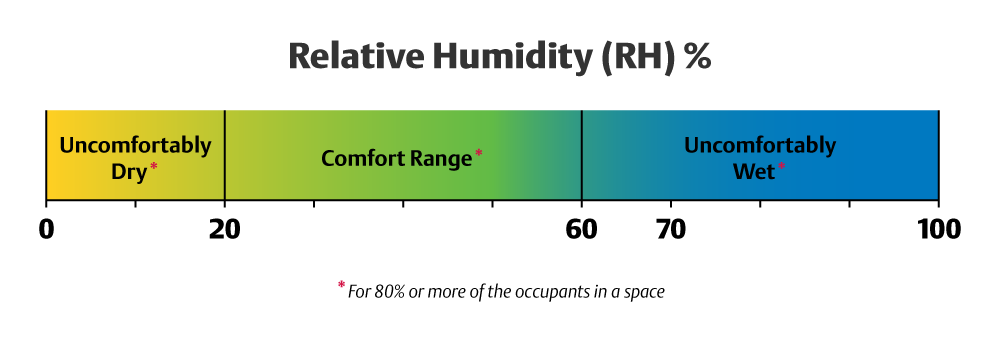 Relative Humidity (RH) %
Uncomfortably
Dry*
Comfort Range*
Uncomfortably
Wet*
0 20 60 70 100
* For 80% or more of the occupants in a space